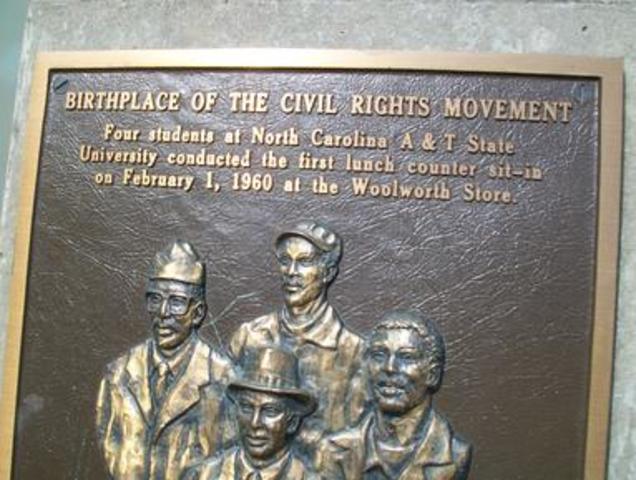 BIRTHPLACE OF THE CIVIL RIGHTS MOVEMENT
Four students at North Carolina A & T State
University conducted the first lunch counter sit-in
on February 1, 1960 at the Woolworth Store.